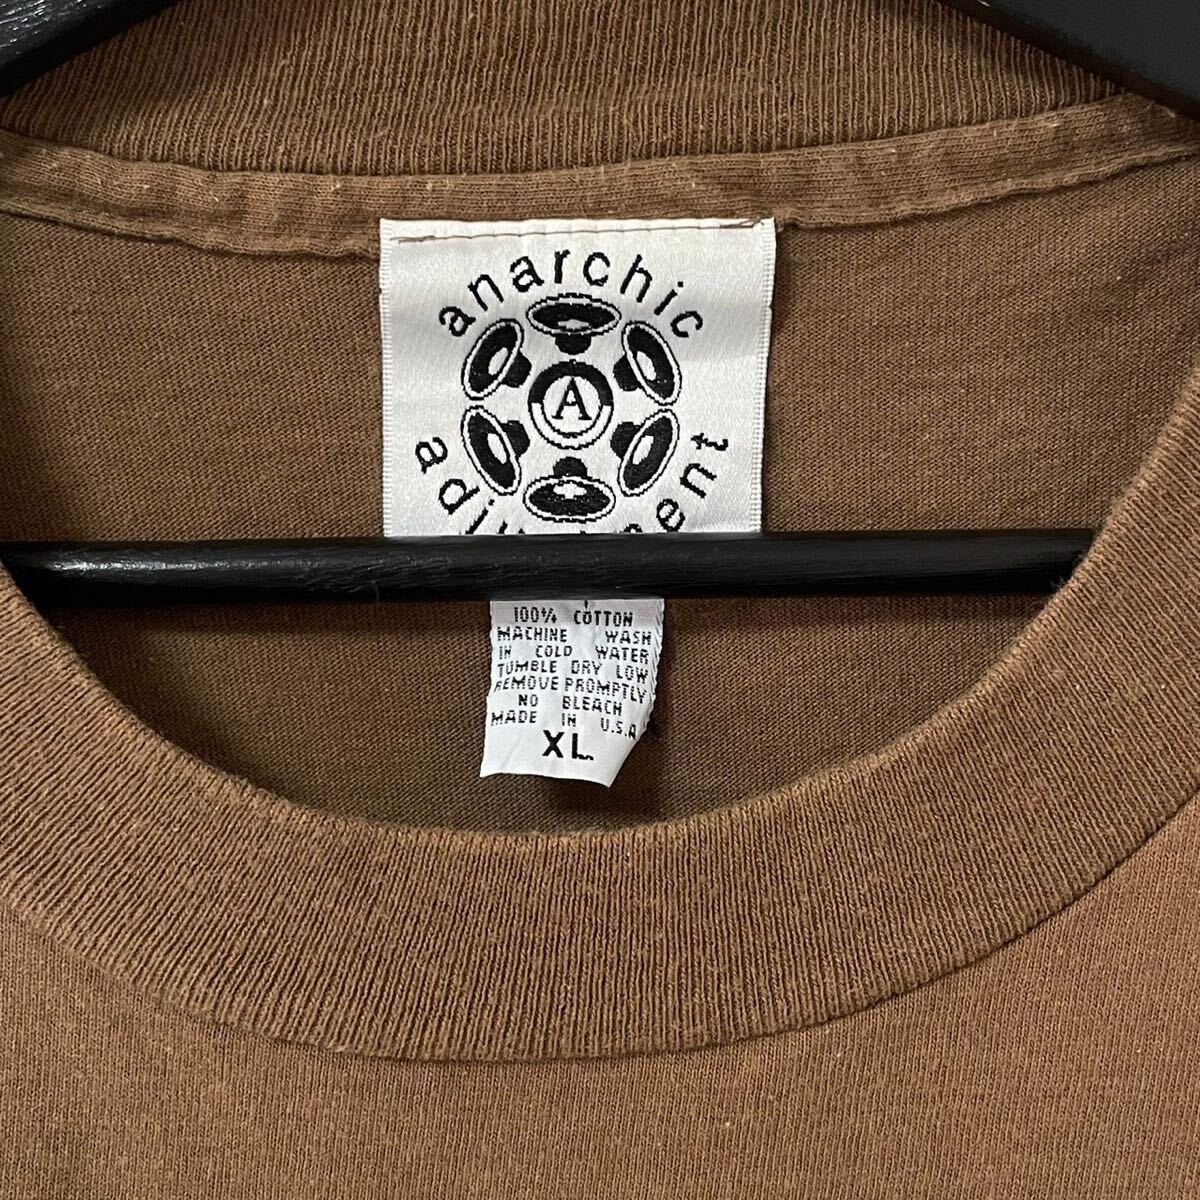 anarchic
A
100% COTTON
MACHINE WASH
IN COLD WATER
TUMBLE DRY LOW
REMOVE PROMPTLY
NO BLEACH
MADE IN U.S.A
XL